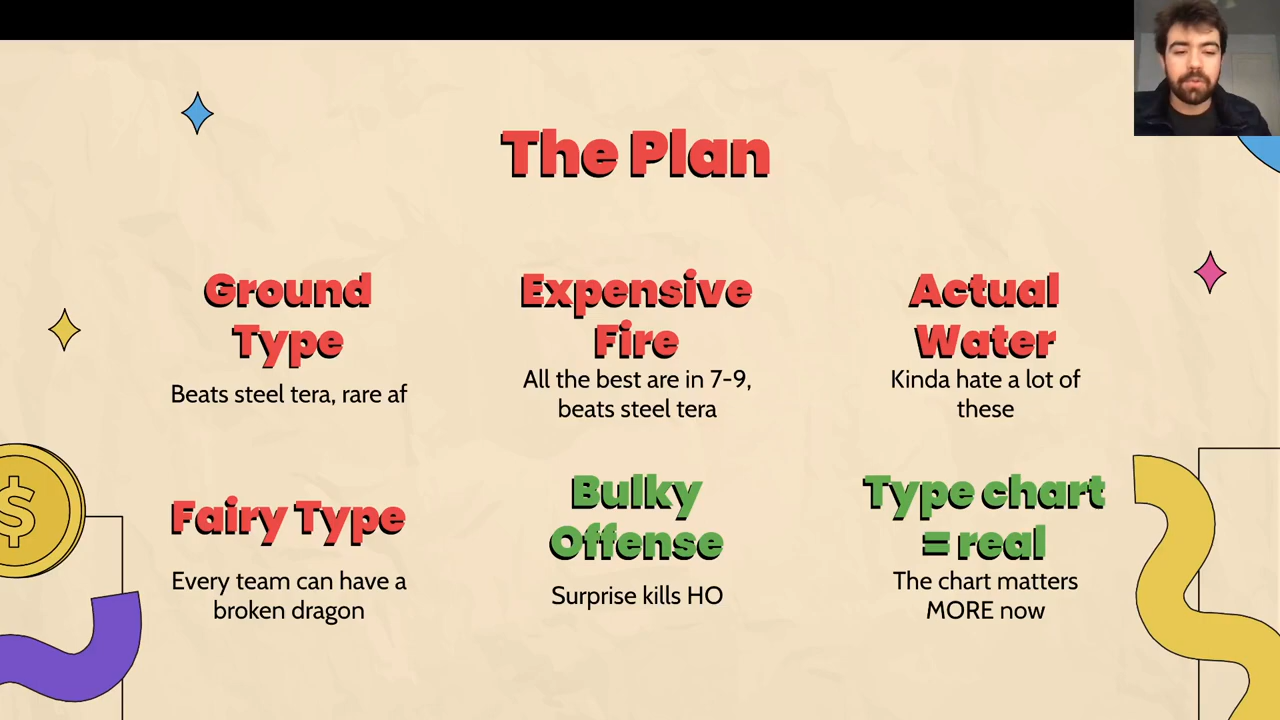 The Plan
Ground
Type
Beats steel tera, rare af
Expensive
Fire
All the best are in 7-9,
beats steel tera
Actual
Water
Kinda hate a lot of
these
Fairy Type
Every team can have a
broken dragon
Bulky
Offense
Surprise kills HO
Type chart
= real
The chart matters
MORE now
$